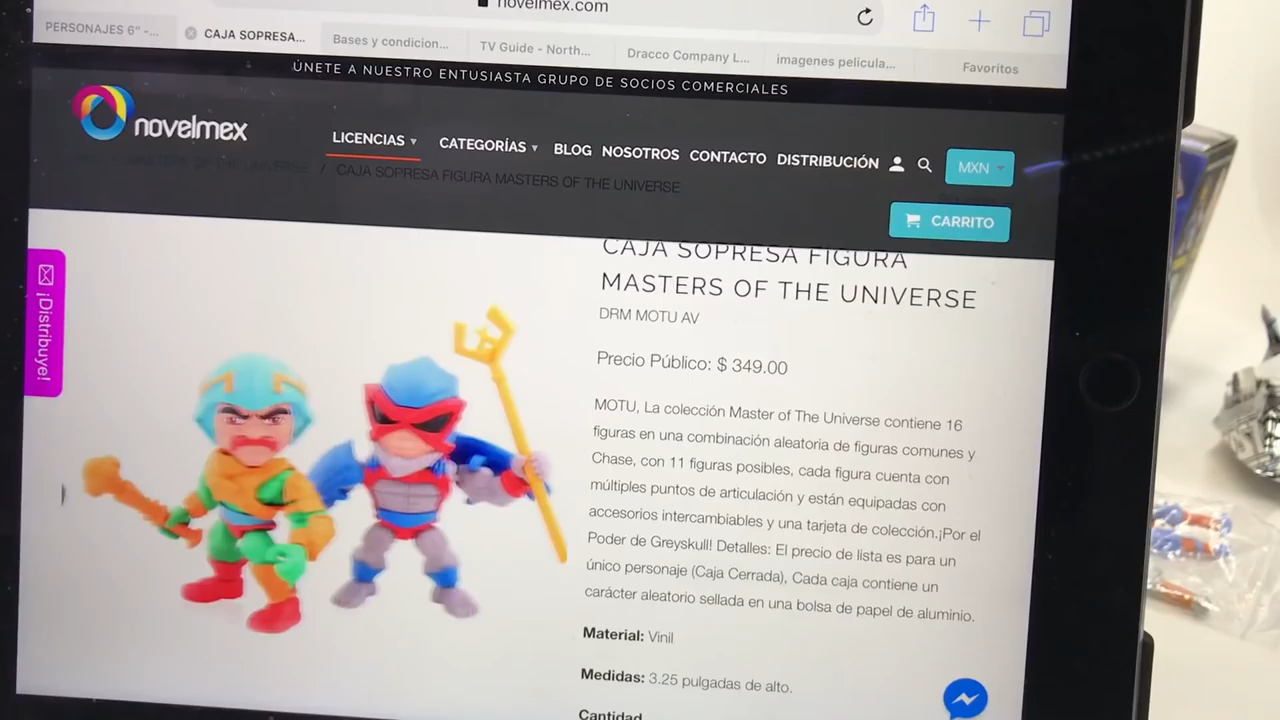 novelmex.com
PERSONAJES 6" -...
CAJA SOPRESA...
Bases y condicion...
TV Guide - North...
Dracco Company L...
imagenes pelicula...
Favoritos
ÚNETE A NUESTRO ENTUSIASTA GRUPO DE SOCIOS COMERCIALES
novelmex
LICENCIAS
CATEGORÍAS
BLOG
NOSOTROS
CONTACTO
DISTRIBUCIÓN
MXN
MASTERS OF THE UNIVERSE / CAJA SOPRESA FIGURA MASTERS OF THE UNIVERSE
CARRITO
¡Distribuye!
CAJA SOPRESA FIGURA
MASTERS OF THE UNIVERSE
DRM MOTU AV
Precio Público: $ 349.00
MOTU, La colección Master of The Universe contiene 16
figuras en una combinación aleatoria de figuras comunes y
Chase, con 11 figuras posibles, cada figura cuenta con
múltiples puntos de articulación y están equipadas con
accesorios intercambiables y una tarjeta de colección.¡Por el
Poder de Greyskull! Detalles: El precio de lista es para un
único personaje (Caja Cerrada), Cada caja contiene un
carácter aleatorio sellada en una bolsa de papel de aluminio.
Material: Vinil
Medidas: 3.25 pulgadas de alto.
Cantidad